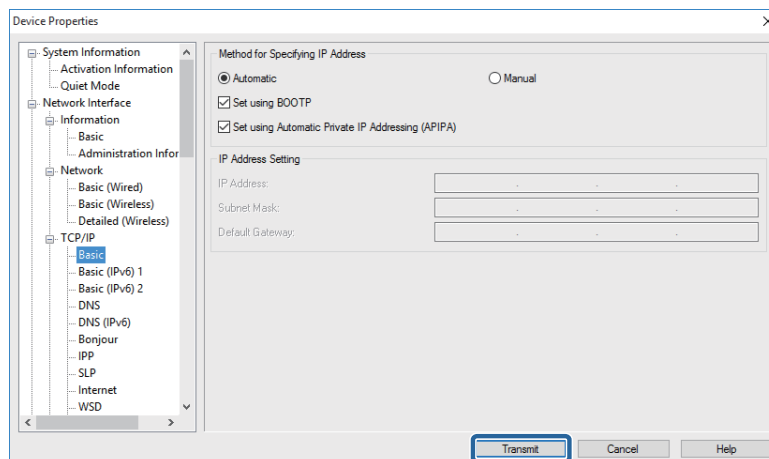 Device Properties
System Information
Activation Information
Quiet Mode
Network Interface
Information
Basic
Administration Infor
Network
Basic (Wired)
Basic (Wireless)
Detailed (Wireless)
TCP/IP
Basic
Basic (IPv6) 1
Basic (IPv6) 2
DNS
DNS (IPv6)
Bonjour
IPP
SLP
Internet
WSD
Method for Specifying IP Address
Automatic Manual
Set using BOOTP
Set using Automatic Private IP Addressing (APIPA)
IP Address Setting
IP Address:
Subnet Mask:
Default Gateway:
Transmit Cancel Help